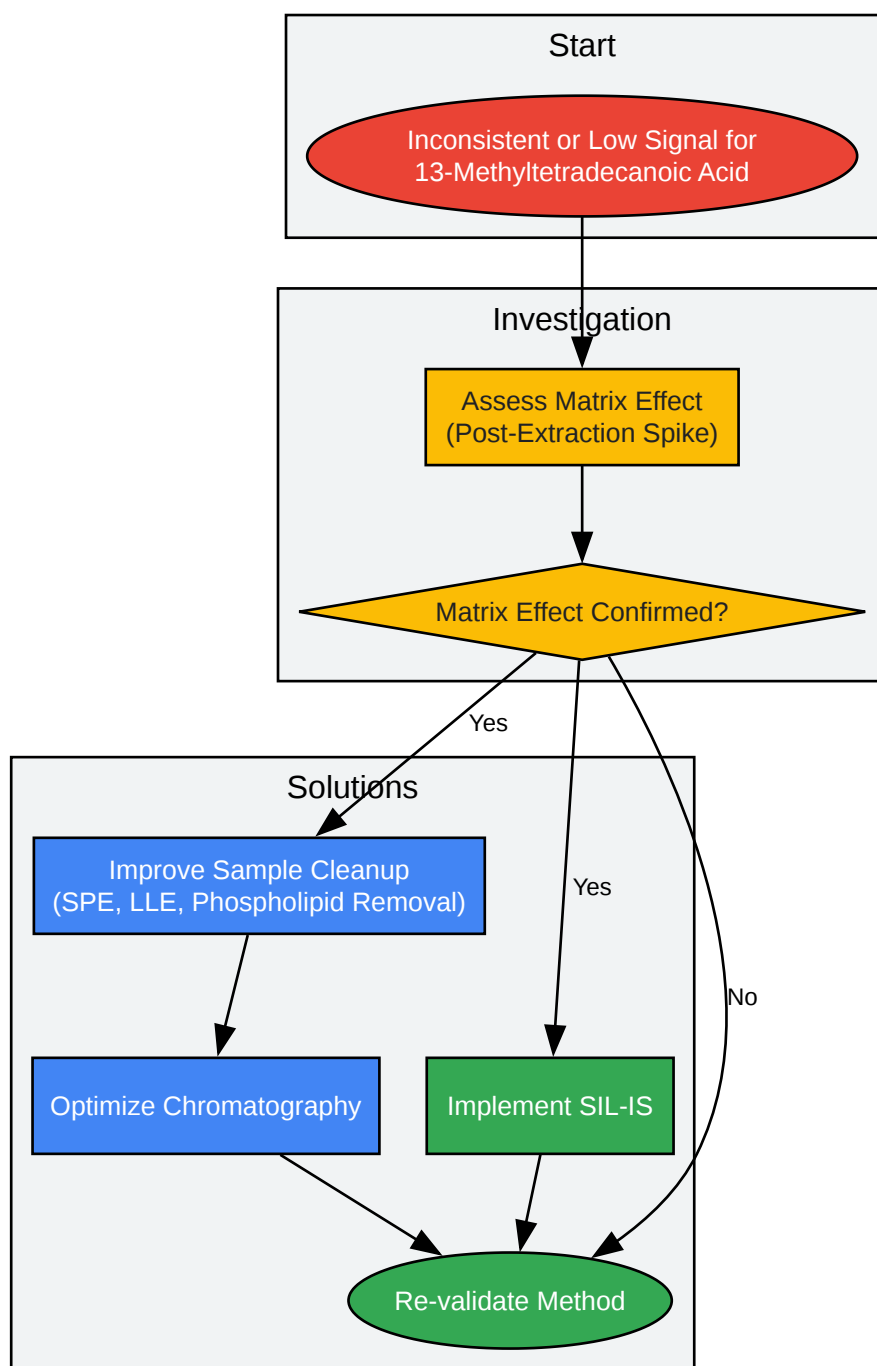 Start
Inconsistent or Low Signal for
13-Methyltetradecanoic Acid
Investigation
Assess Matrix Effect
(Post-Extraction Spike)
Matrix Effect Confirmed?
Yes
Solutions
Improve Sample Cleanup
(SPE, LLE, Phospholipid Removal)
Yes
No
Optimize Chromatography
Implement SIL-IS
Re-validate Method